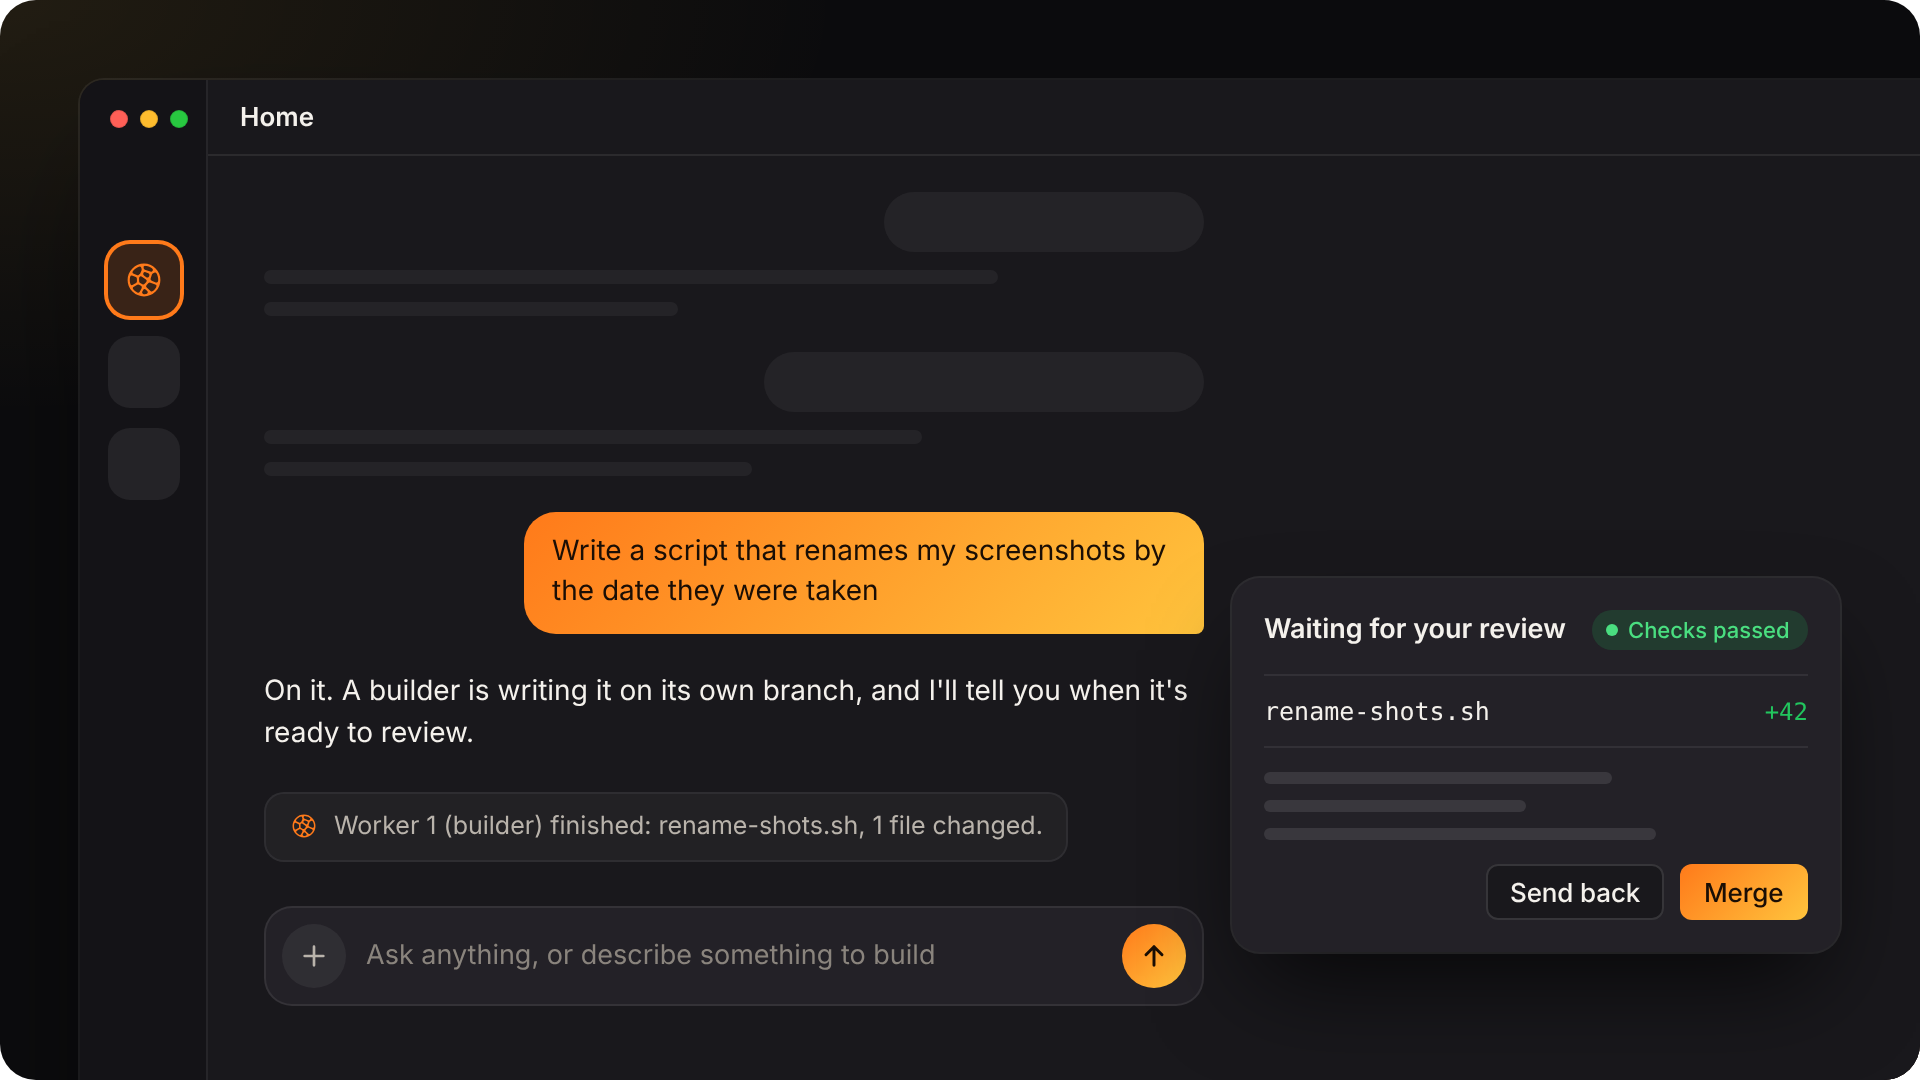 Home
Write a script that renames my screenshots by
the date they were taken
On it. A builder is writing it on its own branch, and I'll tell you when it's
ready to review.
Worker 1 (builder) finished: rename-shots.sh, 1 file changed.
Ask anything, or describe something to build
Waiting for your review
Checks passed
rename-shots.sh
+42
Send back
Merge